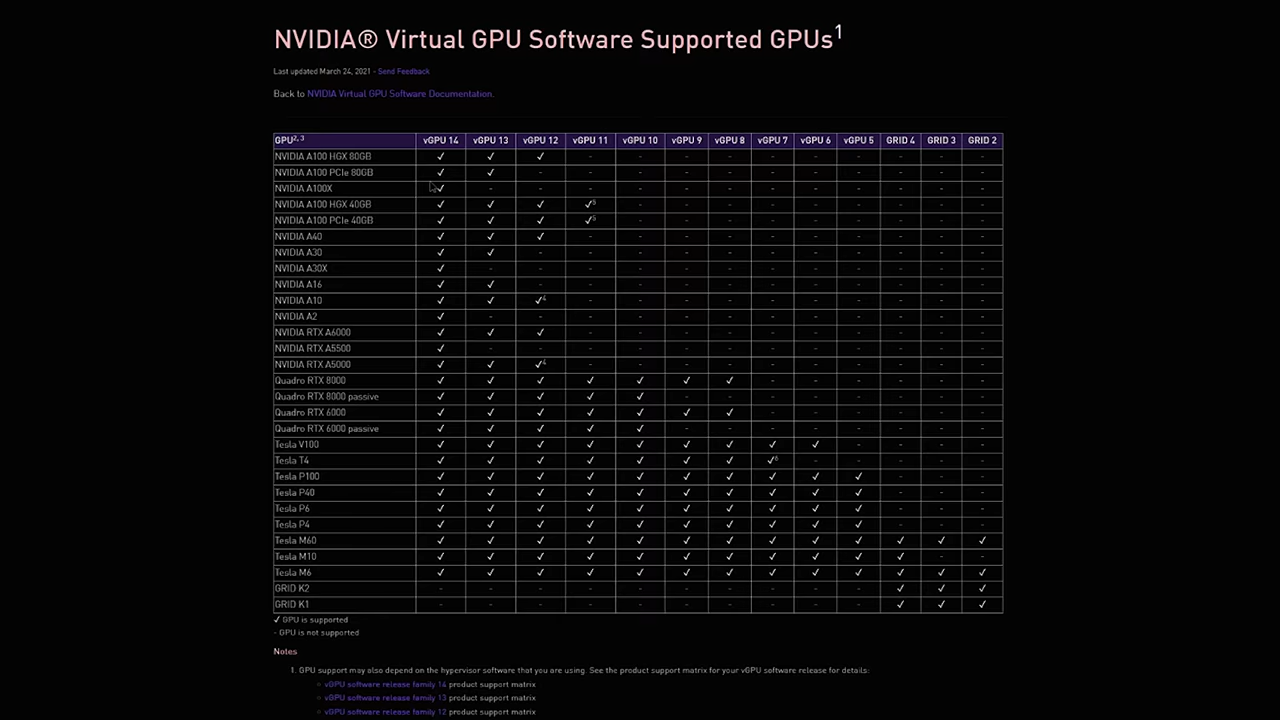 NVIDIA® Virtual GPU Software Supported GPUs1
Last updated March 24, 2021 - Send Feedback
Back to NVIDIA Virtual GPU Software Documentation.
GPU2, 3 vGPU 14 vGPU 13 vGPU 12 vGPU 11 vGPU 10 vGPU 9 vGPU 8 vGPU 7 vGPU 6 vGPU 5 GRID 4 GRID 3 GRID 2
NVIDIA A100 HGX 80GB ✓ ✓ ✓ - - - - - - - - - -
NVIDIA A100 PCIe 80GB ✓ ✓ - - - - - - - - - - -
NVIDIA A100X ✓ - - - - - - - - - - - -
NVIDIA A100 HGX 40GB ✓ ✓ ✓ ✓5 - - - - - - - - -
NVIDIA A100 PCIe 40GB ✓ ✓ ✓ ✓5 - - - - - - - - -
NVIDIA A40 ✓ ✓ ✓ - - - - - - - - - -
NVIDIA A30 ✓ ✓ - - - - - - - - - - -
NVIDIA A30X ✓ - - - - - - - - - - - -
NVIDIA A16 ✓ ✓ - - - - - - - - - - -
NVIDIA A10 ✓ ✓ ✓4 - - - - - - - - - -
NVIDIA A2 ✓ - - - - - - - - - - - -
NVIDIA RTX A6000 ✓ ✓ ✓ - - - - - - - - - -
NVIDIA RTX A5500 ✓ - - - - - - - - - - - -
NVIDIA RTX A5000 ✓ ✓ ✓4 - - - - - - - - - -
Quadro RTX 8000 ✓ ✓ ✓ ✓ ✓ ✓ ✓ - - - - - -
Quadro RTX 8000 passive ✓ ✓ ✓ ✓ ✓ - - - - - - - -
Quadro RTX 6000 ✓ ✓ ✓ ✓ ✓ ✓ ✓ - - - - - -
Quadro RTX 6000 passive ✓ ✓ ✓ ✓ ✓ - - - - - - - -
Tesla V100 ✓ ✓ ✓ ✓ ✓ ✓ ✓ ✓ ✓ - - - -
Tesla T4 ✓ ✓ ✓ ✓ ✓ ✓ ✓ ✓6 - - - - -
Tesla P100 ✓ ✓ ✓ ✓ ✓ ✓ ✓ ✓ ✓ ✓ - - -
Tesla P40 ✓ ✓ ✓ ✓ ✓ ✓ ✓ ✓ ✓ ✓ - - -
Tesla P6 ✓ ✓ ✓ ✓ ✓ ✓ ✓ ✓ ✓ ✓ - - -
Tesla P4 ✓ ✓ ✓ ✓ ✓ ✓ ✓ ✓ ✓ ✓ - - -
Tesla M60 ✓ ✓ ✓ ✓ ✓ ✓ ✓ ✓ ✓ ✓ ✓ ✓ ✓
Tesla M10 ✓ ✓ ✓ ✓ ✓ ✓ ✓ ✓ ✓ ✓ ✓ - -
Tesla M6 ✓ ✓ ✓ ✓ ✓ ✓ ✓ ✓ ✓ ✓ ✓ ✓ ✓
GRID K2 - - - - - - - - - - ✓ ✓ ✓
GRID K1 - - - - - - - - - - ✓ ✓ ✓
✓ GPU is supported
- GPU is not supported
Notes
1. GPU support may also depend on the hypervisor software that you are using. See the product support matrix for your vGPU software release for details:
○ vGPU software release family 14 product support matrix
○ vGPU software release family 13 product support matrix
○ vGPU software release family 12 product support matrix